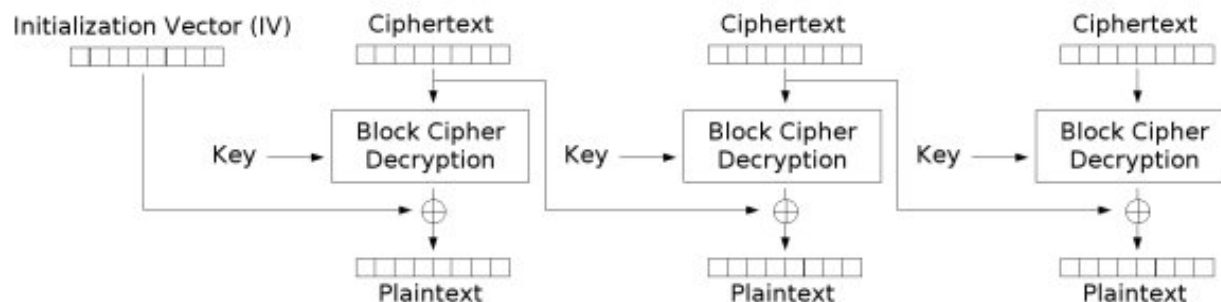 Initialization Vector (IV)
Ciphertext
Ciphertext
Ciphertext
Key
Block Cipher
Decryption
Key
Block Cipher
Decryption
Key
Block Cipher
Decryption
Plaintext
Plaintext
Plaintext